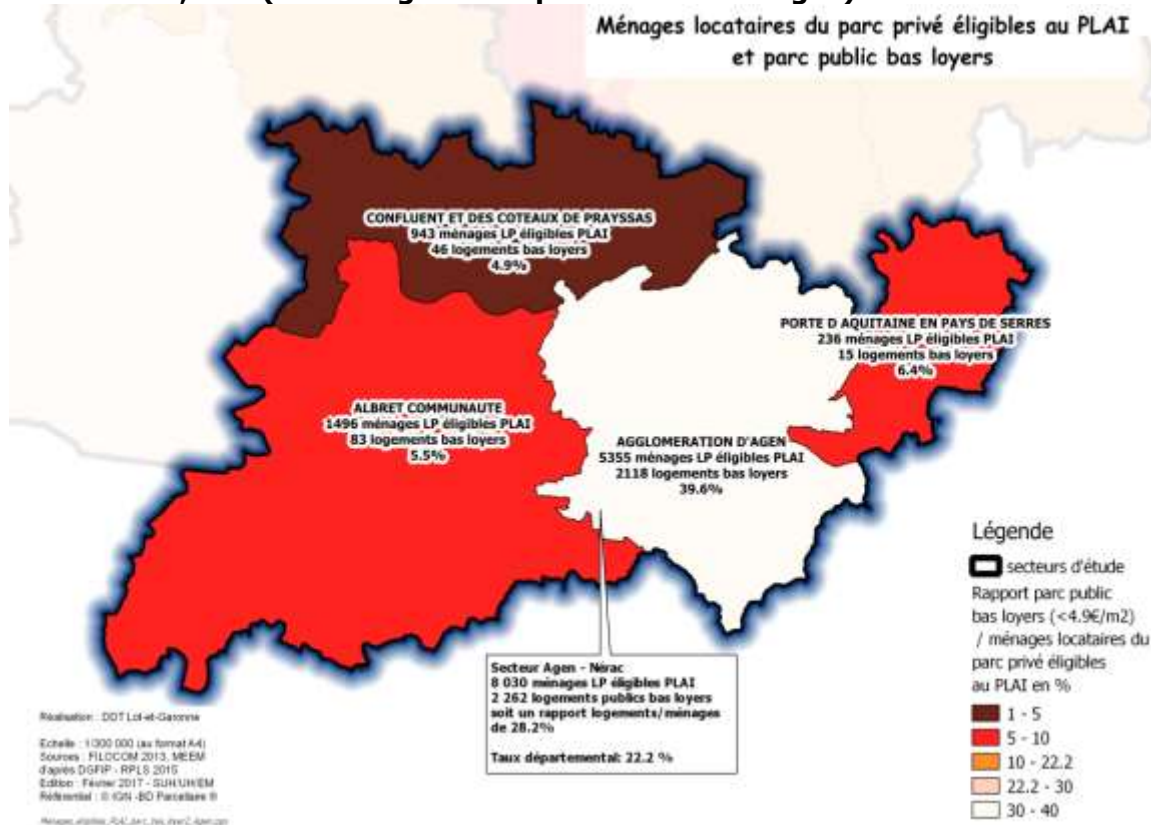 Ménages locataires du parc privé éligibles au PLAI
et parc public bas loyers
CONFLUENT ET DES COTEAUX DE PRAYSSAS
943 ménages LP éligibles PLAI
46 logements bas loyers
4.9%
PORTE D AQUITAINE EN PAYS DE SERRES
236 ménages LP éligibles PLAI
15 logements bas loyers
6.4%
ALBRET COMMUNAUTE
1496 ménages LP éligibles PLAI
83 logements bas loyers
5.5%
AGGLOMERATION D'AGEN
5355 ménages LP éligibles PLAI
2118 logements bas loyers
39.6%
Secteur Agen - Nérac
8 030 ménages LP éligibles PLAI
2 262 logements publics bas loyers
soit un rapport logements/ménages
de 28.2%
Taux départemental: 22.2 %
Légende
secteurs d'étude
Rapport parc public
bas loyers (<4.9€/m2)
/ ménages locataires du
parc privé éligibles
au PLAI en %
1 - 5
5 - 10
10 - 22.2
22.2 - 30
30 - 40
Réalisation : DDT Lot-et-Garonne
Echelle : 1/300 000 (au format A4)
Sources : FILOCOM 2013, MEEM
d'après DGFIP - RPLS 2015
Edition : Février 2017 - SUH/UH/EM
Référentiel : © IGN -BD Parcellaire ®